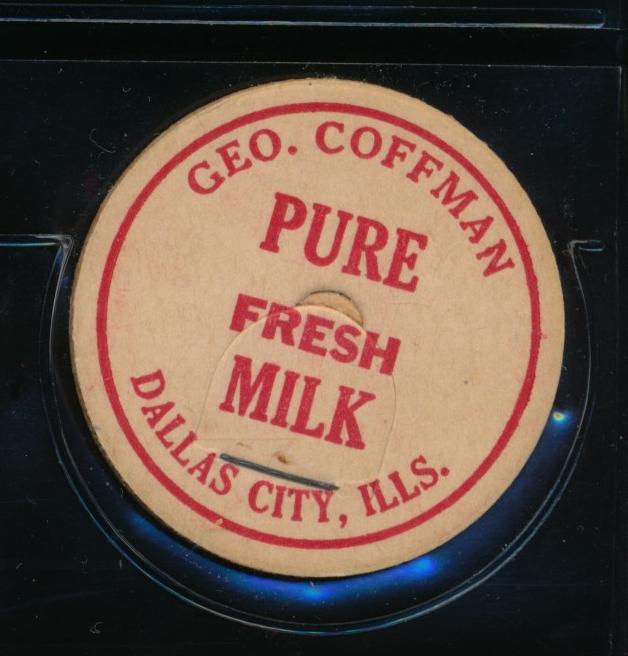 GEO. COFFMAN
PURE
FRESH
MILK
DALLAS CITY, ILLS.